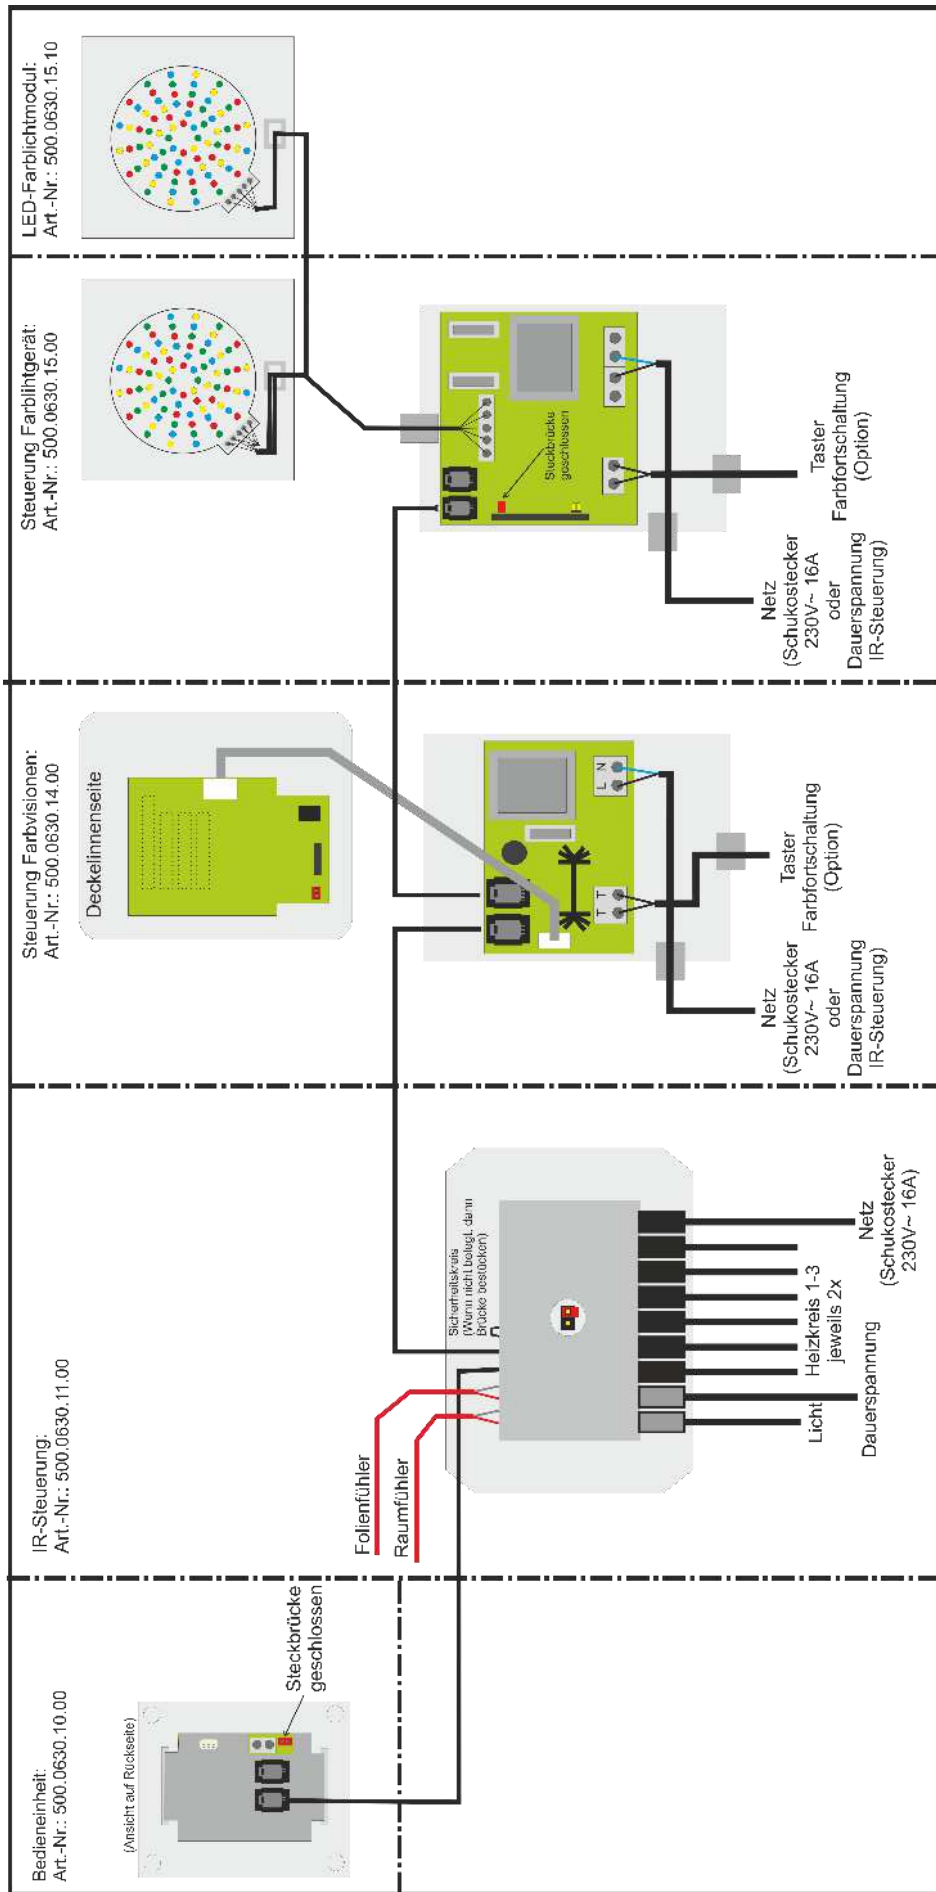 Bedieneinheit:
Art.-Nr.: 500.0630.10.00
(Ansicht auf Rückseite)
Steckbrücke
geschlossen
IR-Steuerung:
Art.-Nr.: 500.0630.11.00
Folienfühler
Raumfühler
Sicherheitskreis
(Wenn nicht belegt, dann
Brücke bestücken)
Licht
Dauerspannung
Heizkreis 1-3
jeweils 2x
Netz
(Schukostecker
230V~ 16A)
Steuerung Farbvisionen:
Art.-Nr.: 500.0630.14.00
Deckelinnenseite
T T
L N
Netz
(Schukostecker
230V~ 16A
oder
Dauerspannung
IR-Steuerung)
Taster
Farbfortschaltung
(Option)
Steuerung Farblihtgerät:
Art.-Nr.: 500.0630.15.00
Steckbrücke
geschlossen
Netz
(Schukostecker
230V~ 16A
oder
Dauerspannung
IR-Steuerung)
Taster
Farbfortschaltung
(Option)
LED-Farblichtmodul:
Art.-Nr.: 500.0630.15.10